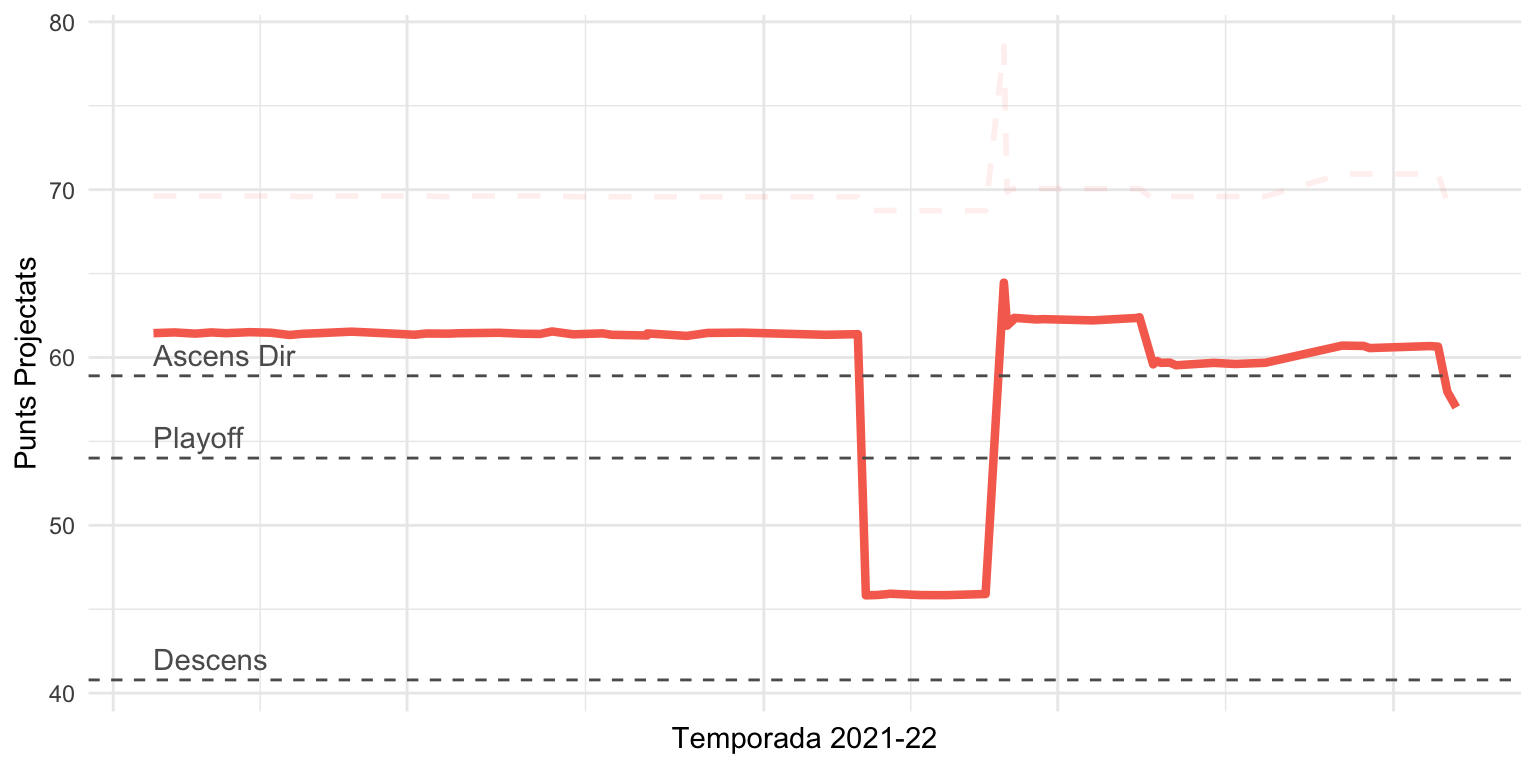 80
70
60
50
40
Punts Projectats
Ascens Dir
Playoff
Descens
Temporada 2021-22